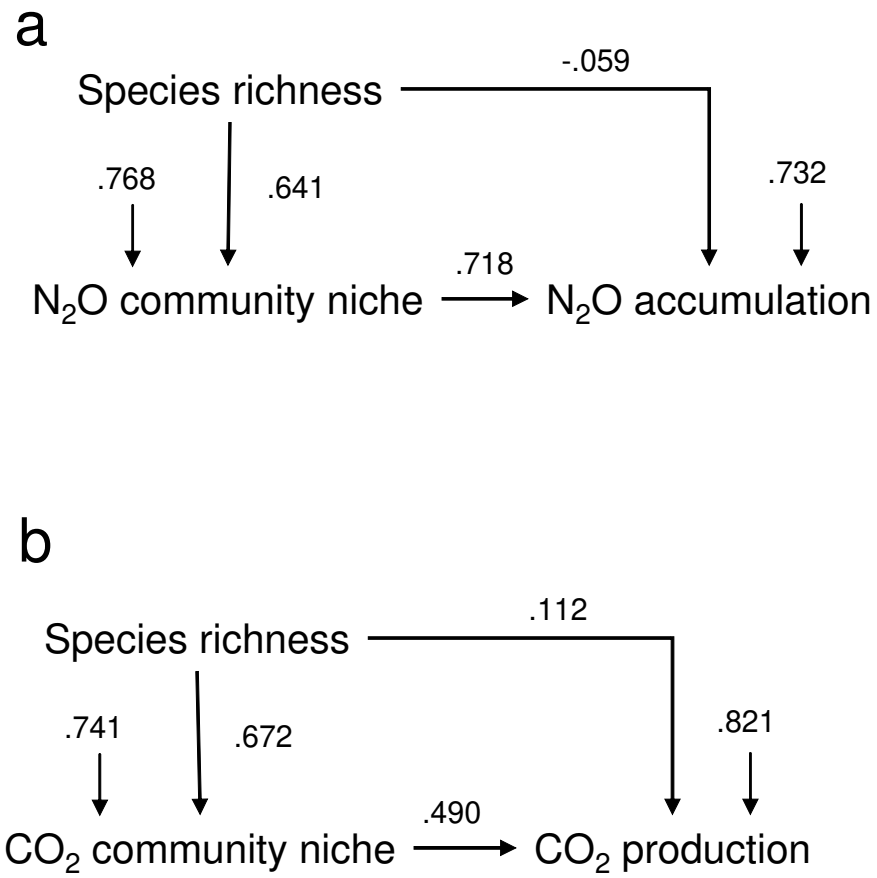 a
-.059
Species richness
.768
.641
.732
.718
N₂O community niche
N₂O accumulation
b
.112
Species richness
.741
.672
.821
.490
CO₂ community niche
CO₂ production